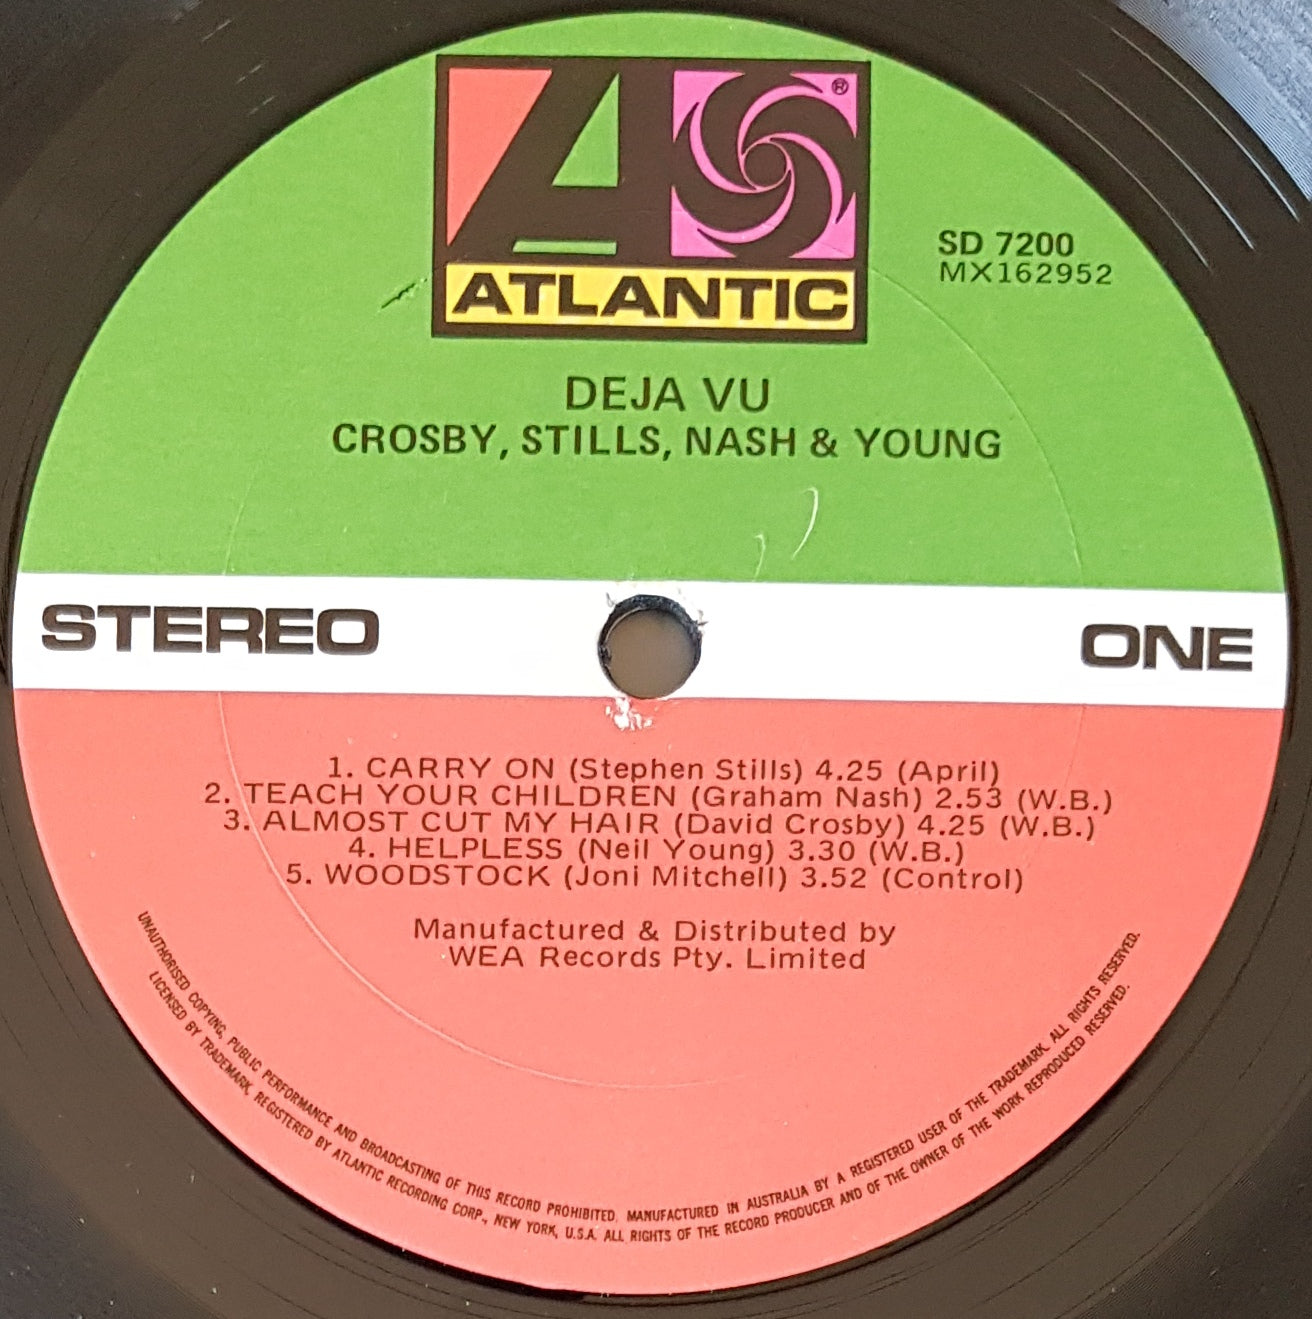 ®
ATLANTIC
SD 7200
MX162952
DEJA VU
CROSBY, STILLS, NASH & YOUNG
STEREO
ONE
1. CARRY ON (Stephen Stills) 4.25 (April)
2. TEACH YOUR CHILDREN (Graham Nash) 2.53 (W.B.)
3. ALMOST CUT MY HAIR (David Crosby) 4.25 (W.B.)
4. HELPLESS (Neil Young) 3.30 (W.B.)
5. WOODSTOCK (Joni Mitchell) 3.52 (Control)
Manufactured & Distributed by
WEA Records Pty. Limited
UNAUTHORISED COPYING, PUBLIC PERFORMANCE AND BROADCASTING OF THIS RECORD PROHIBITED. MANUFACTURED IN AUSTRALIA BY A REGISTERED USER OF THE TRADEMARK. ALL RIGHTS RESERVED.
LICENSED BY TRADEMARK, REGISTERED BY ATLANTIC RECORDING CORP., NEW YORK, U.S.A. ALL RIGHTS OF THE RECORD PRODUCER AND OF THE OWNER OF THE WORK REPRODUCED RESERVED.